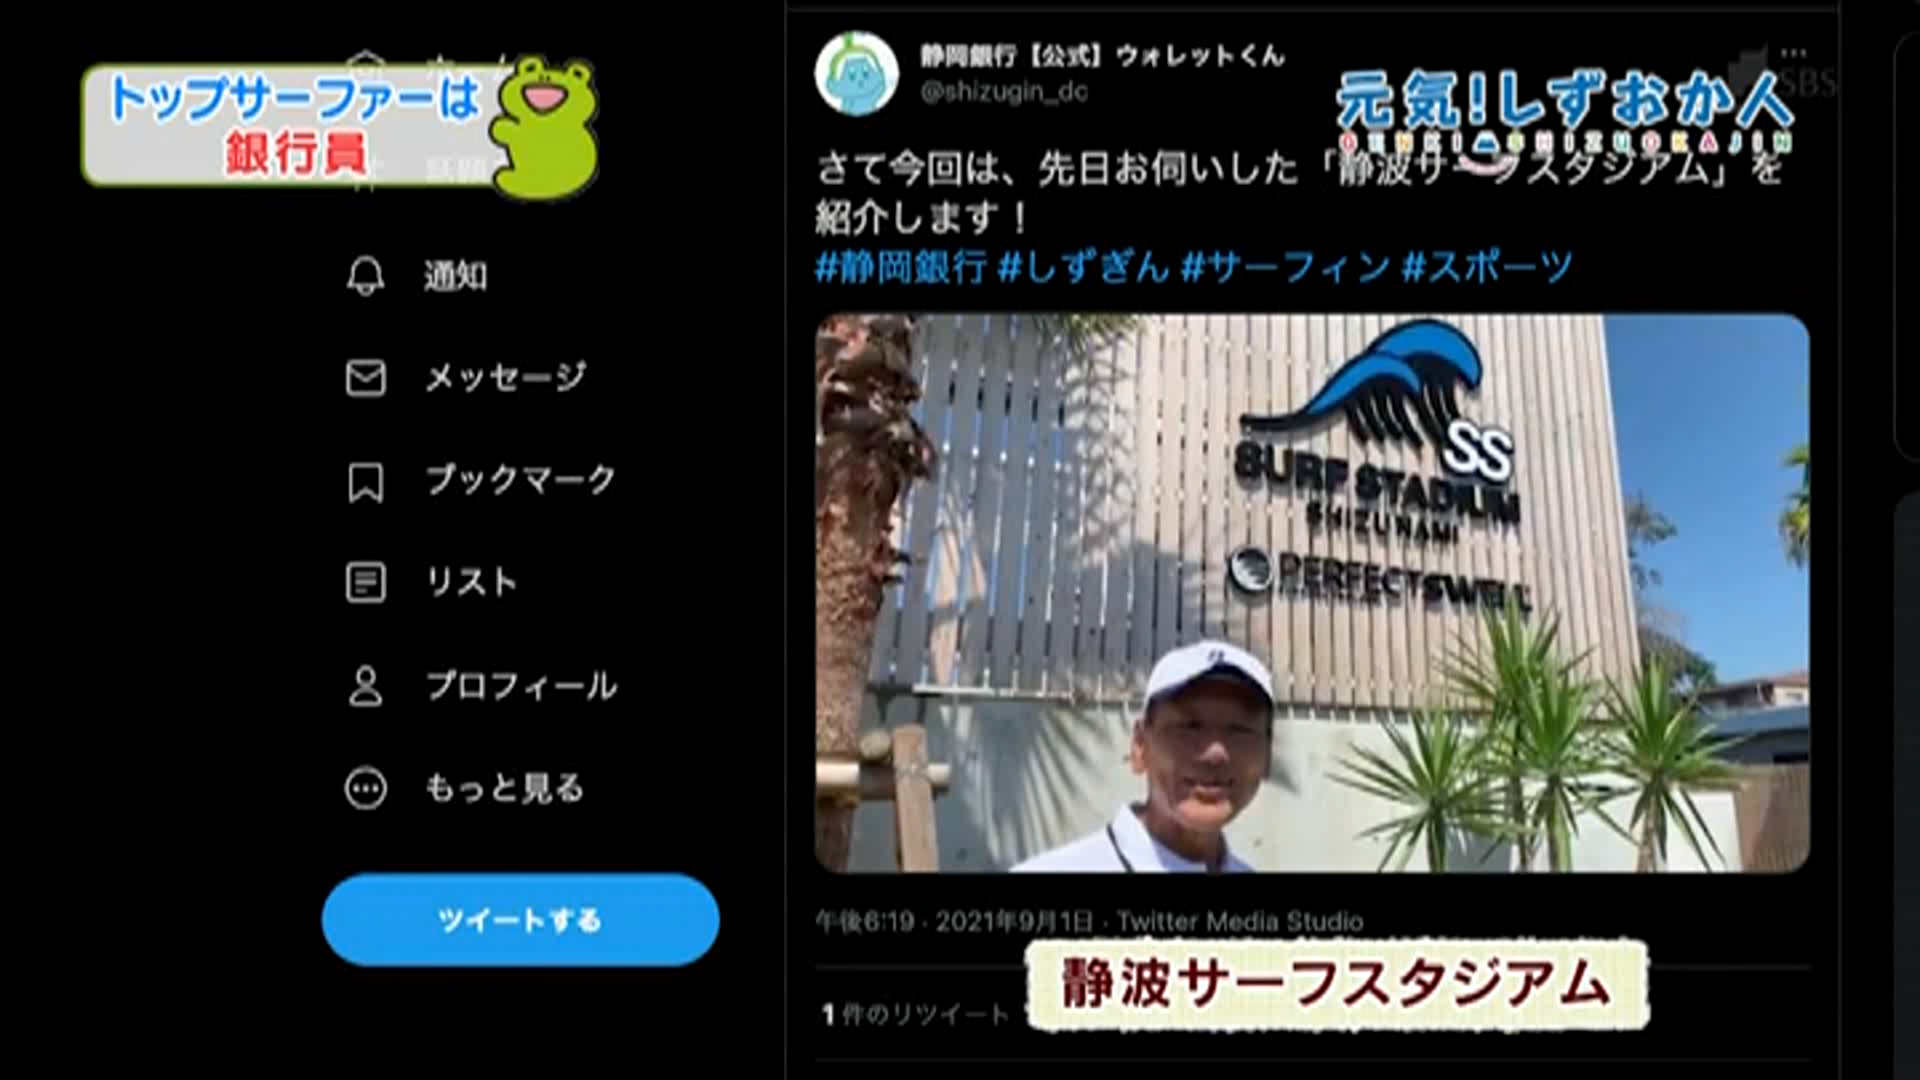 トップサーファーは
銀行員
通知
メッセージ
ブックマーク
リスト
プロフィール
もっと見る
ツイートする
静岡銀行【公式】ウォレットくん
@shizugin_dc
SBS
元気!しずおか人
GENKI SHIZUOKAJIN
さて今回は、先日お伺いした「静波サーフスタジアム」を
紹介します！
#静岡銀行 #しずぎん #サーフィン #スポーツ
SS
SURF STADIUM
SHIZUNAMI
PERFECTSWELL
午後6:19 · 2021年9月1日 · Twitter Media Studio
静波サーフスタジアム
1件のリツイート